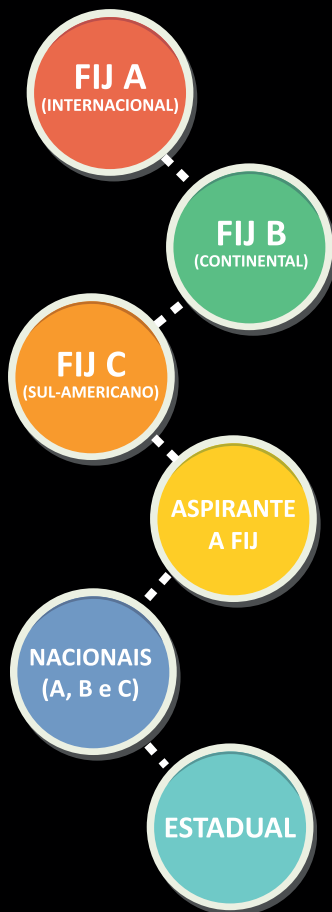 FIJ A
(INTERNACIONAL)
FIJ B
(CONTINENTAL)
FIJ C
(SUL-AMERICANO)
ASPIRANTE
A FIJ
NACIONAIS
(A, B e C)
ESTADUAL